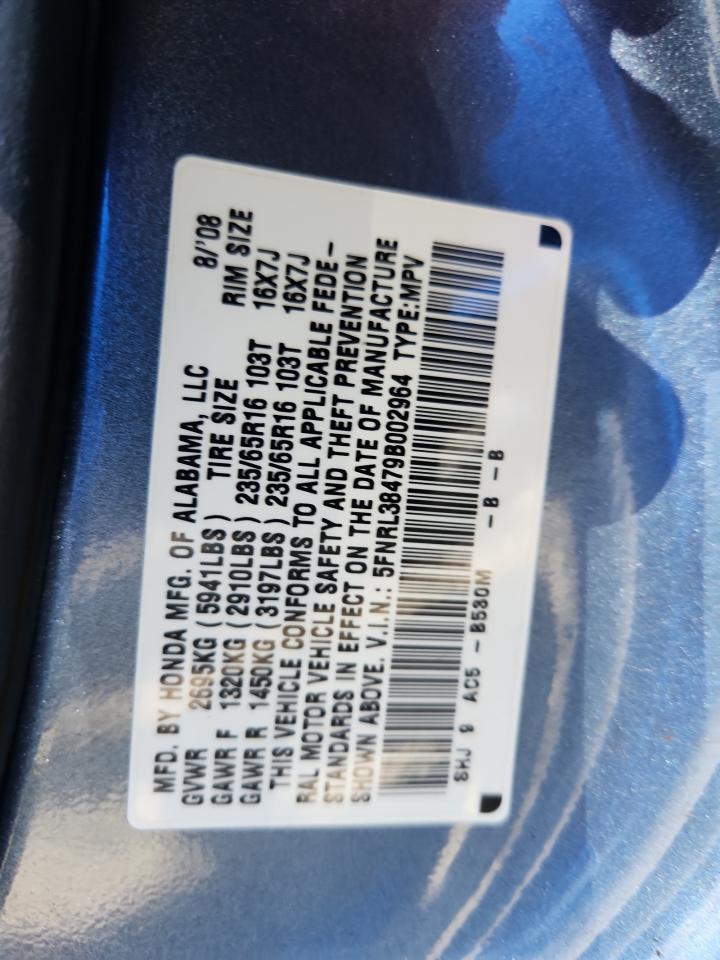 MFD. BY HONDA MFG. OF ALABAMA, LLC 8/'08
GVWR 2695KG (5941LBS) TIRE SIZE RIM SIZE
GAWR F 1320KG (2910LBS) 235/65R16 103T 16X7J
GAWR R 1450KG (3197LBS) 235/65R16 103T 16X7J
THIS VEHICLE CONFORMS TO ALL APPLICABLE FEDE-
RAL MOTOR VEHICLE SAFETY AND THEFT PREVENTION
STANDARDS IN EFFECT ON THE DATE OF MANUFACTURE
SHOWN ABOVE. V.I.N.: 5FNRL38479B002964 TYPE:MPV
SHJ 9 AC5 - B530M - B - B